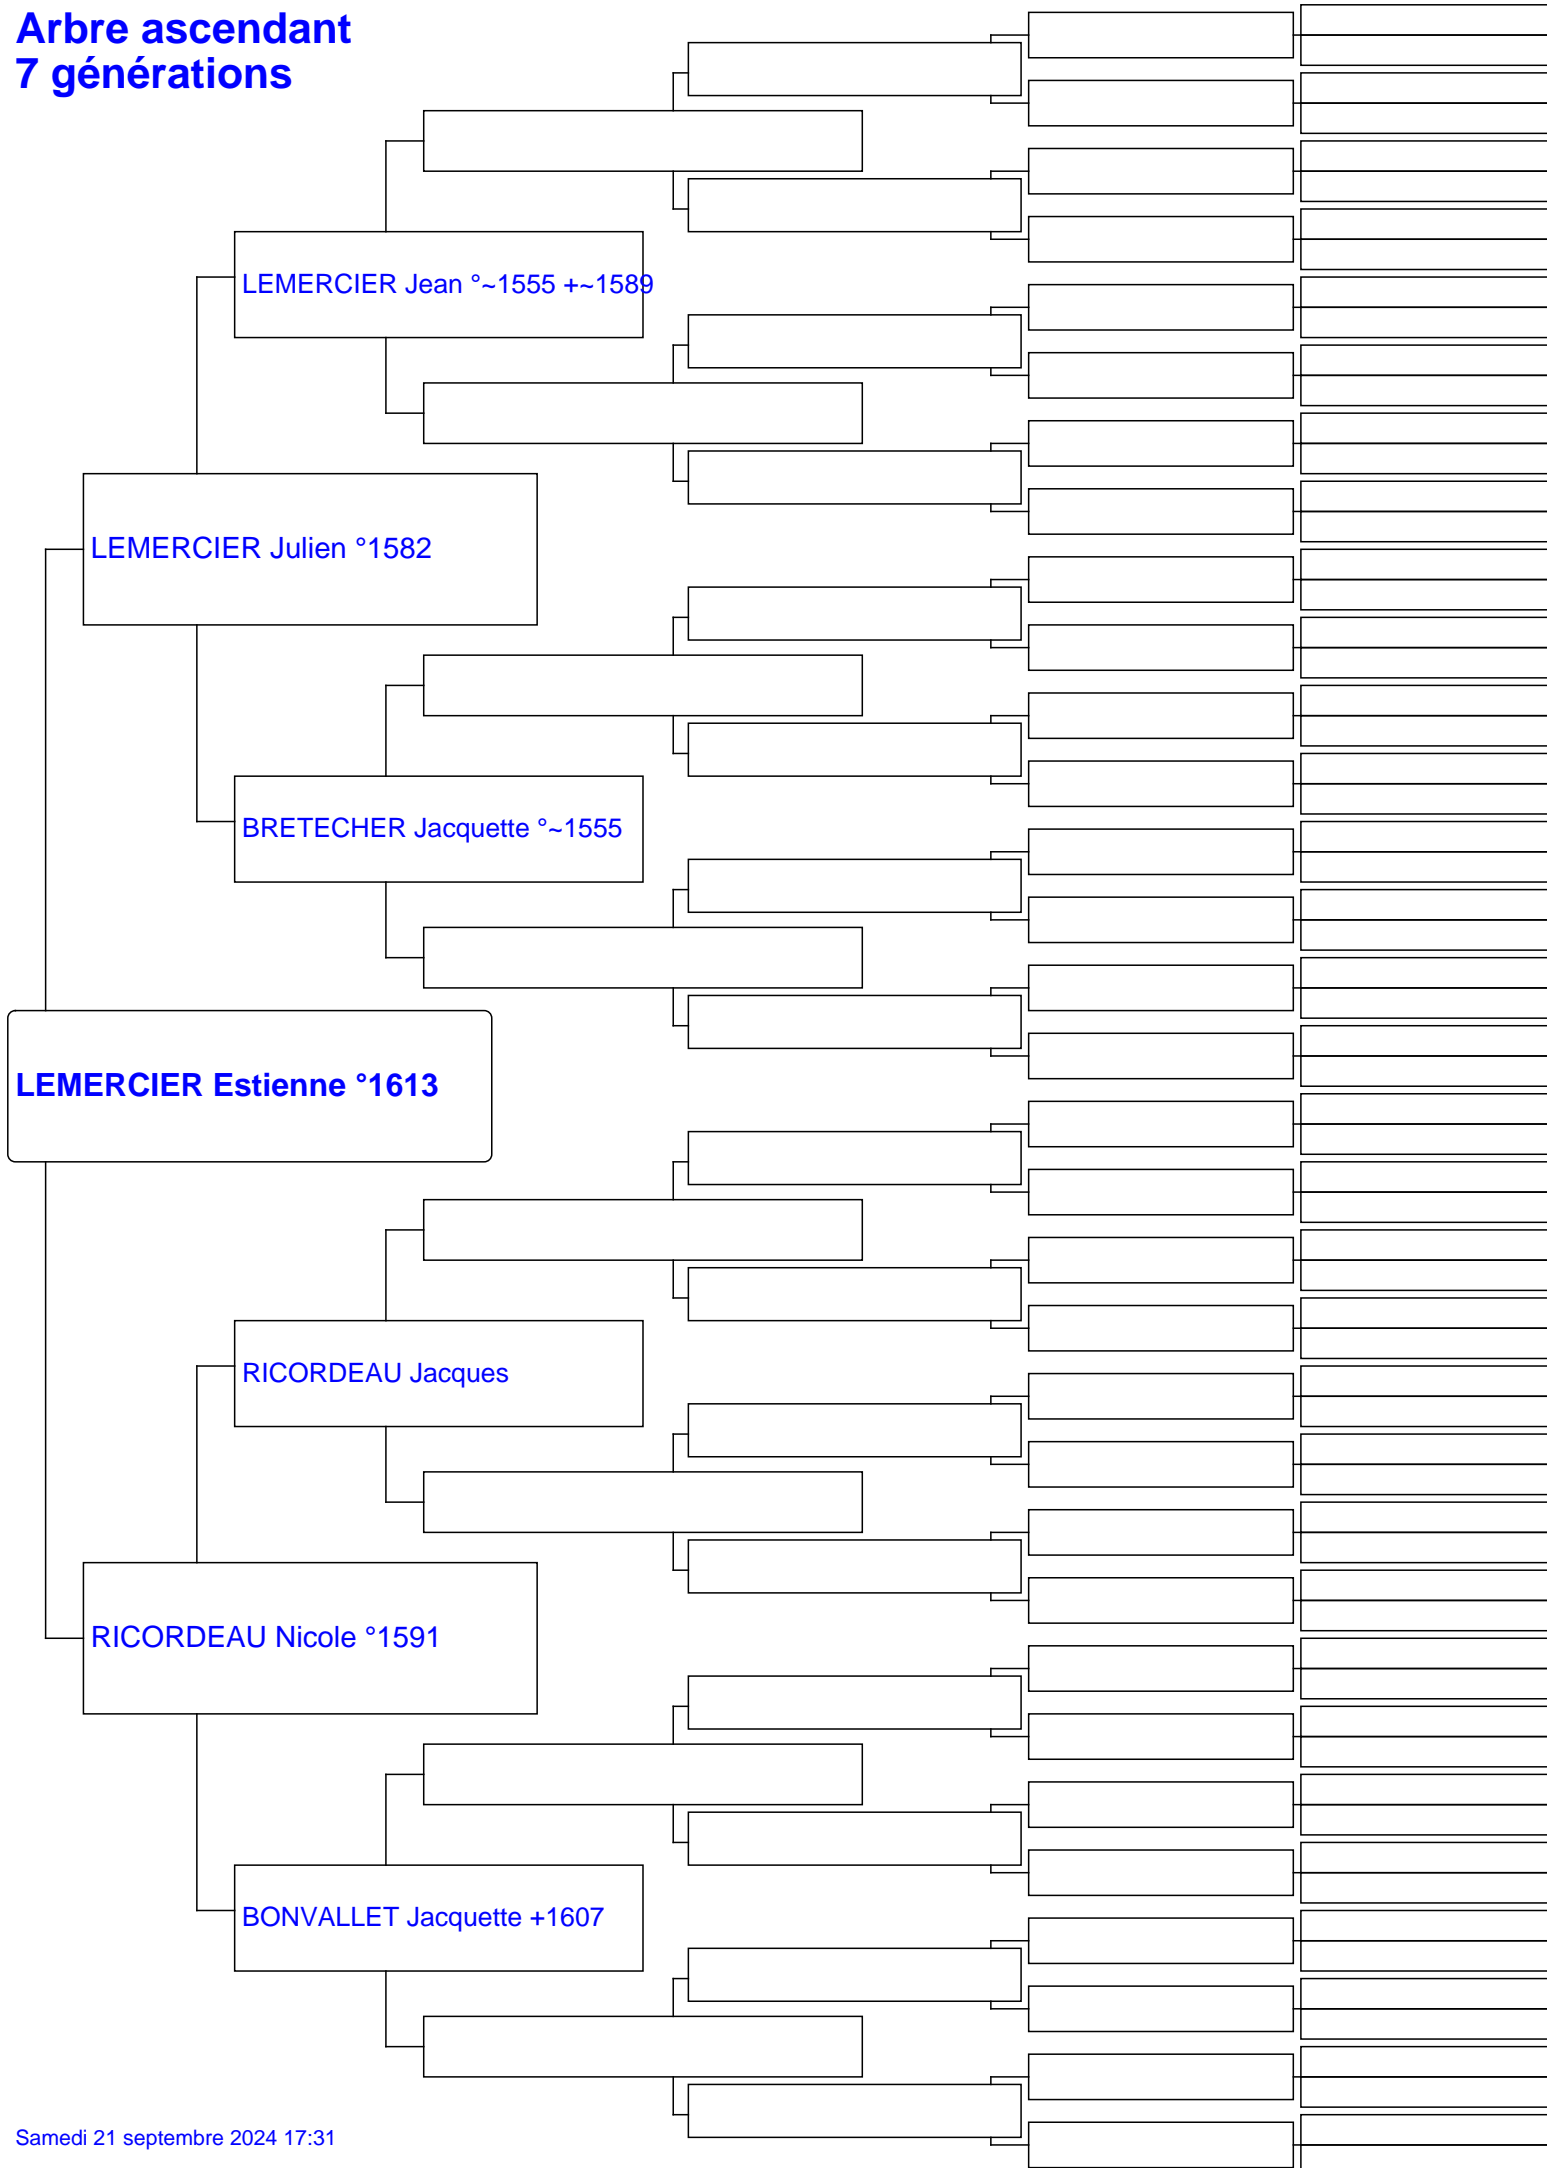 Arbre ascendant
7 générations
LEMERCIER Jean °~1555 +~1589
LEMERCIER Julien °1582
BRETECHER Jacquette °~1555
LEMERCIER Estienne °1613
RICORDEAU Jacques
RICORDEAU Nicole °1591
BONVALLET Jacquette +1607
Samedi 21 septembre 2024 17:31